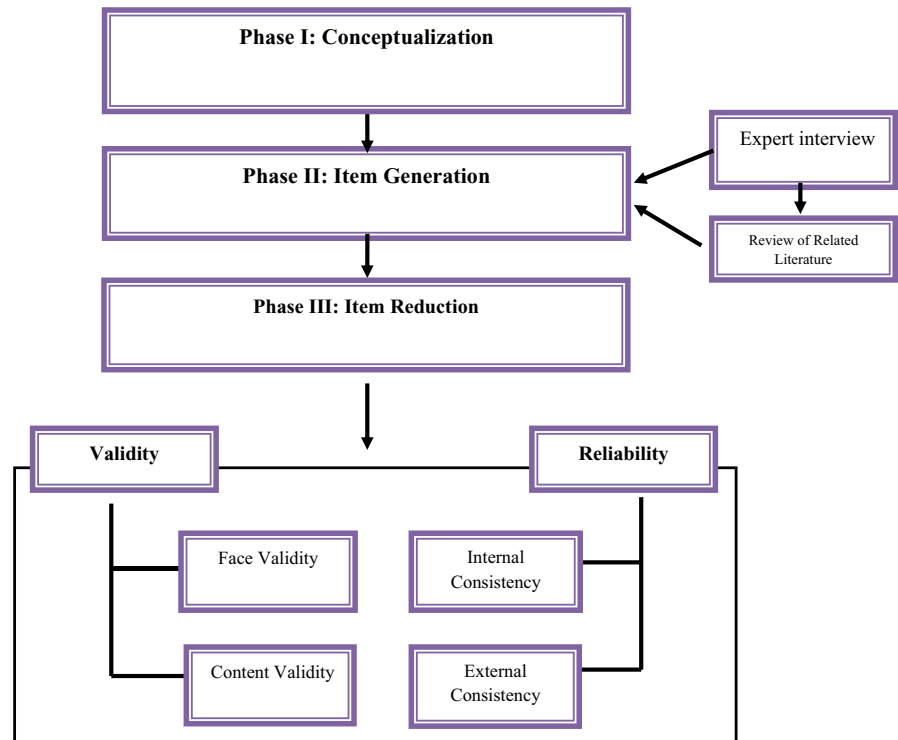 Phase I: Conceptualization
Expert interview
Phase II: Item Generation
Review of Related
Literature
Phase III: Item Reduction
Validity
Reliability
Face Validity
Internal
Consistency
Content Validity
External
Consistency